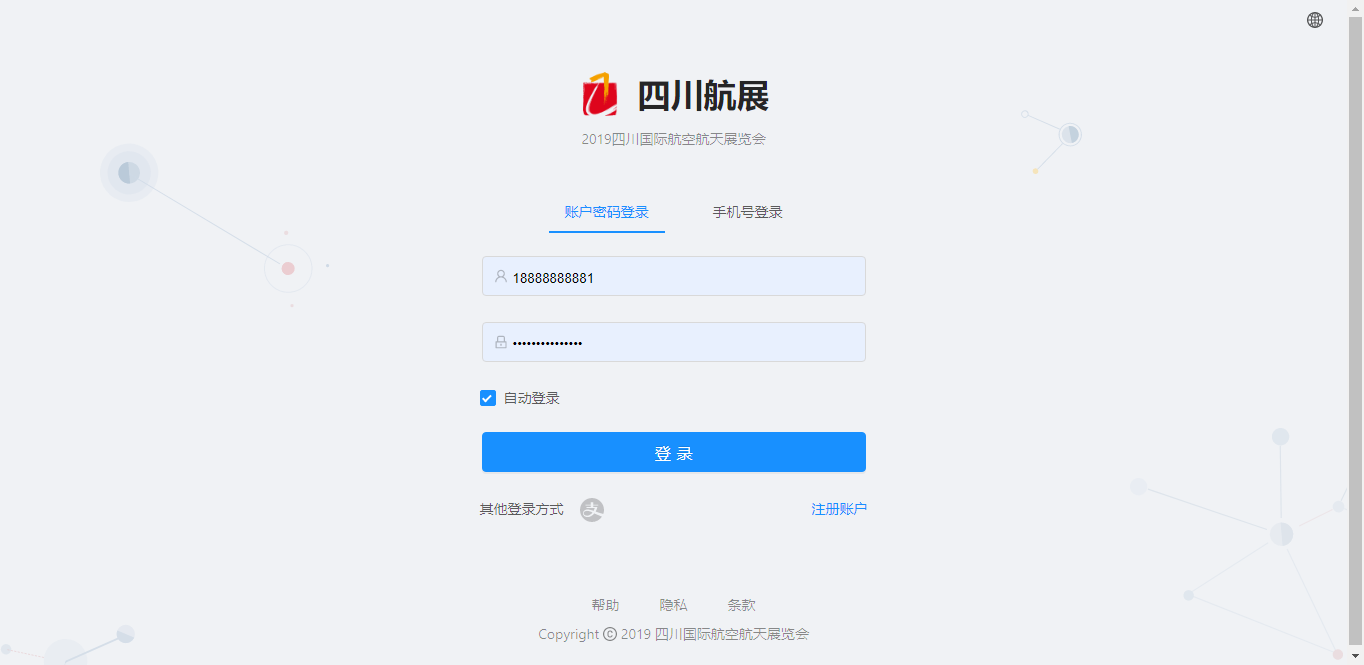 四川航展
2019四川国际航空航天展览会
账户密码登录 手机号登录
18888888881
•••••••••••••••
自动登录
登 录
其他登录方式 支 注册账户
帮助 隐私 条款
Copyright © 2019 四川国际航空航天展览会